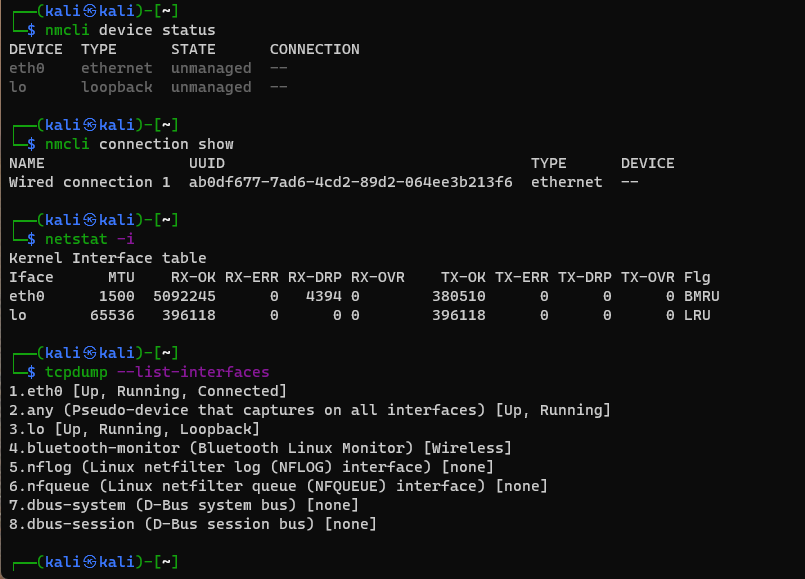 ┌──(kali㉿kali)-[~]
└─$ nmcli device status
DEVICE  TYPE      STATE      CONNECTION
eth0    ethernet  unmanaged  --
lo      loopback  unmanaged  --
┌──(kali㉿kali)-[~]
└─$ nmcli connection show
NAME                UUID                                  TYPE      DEVICE
Wired connection 1  ab0df677-7ad6-4cd2-89d2-064ee3b213f6  ethernet  --
┌──(kali㉿kali)-[~]
└─$ netstat -i
Kernel Interface table
Iface      MTU    RX-OK RX-ERR RX-DRP RX-OVR    TX-OK TX-ERR TX-DRP TX-OVR Flg
eth0      1500  5092245      0   4394 0        380510      0      0      0 BMRU
lo       65536   396118      0      0 0        396118      0      0      0 LRU
┌──(kali㉿kali)-[~]
└─$ tcpdump --list-interfaces
1.eth0 [Up, Running, Connected]
2.any (Pseudo-device that captures on all interfaces) [Up, Running]
3.lo [Up, Running, Loopback]
4.bluetooth-monitor (Bluetooth Linux Monitor) [Wireless]
5.nflog (Linux netfilter log (NFLOG) interface) [none]
6.nfqueue (Linux netfilter queue (NFQUEUE) interface) [none]
7.dbus-system (D-Bus system bus) [none]
8.dbus-session (D-Bus session bus) [none]
┌──(kali㉿kali)-[~]